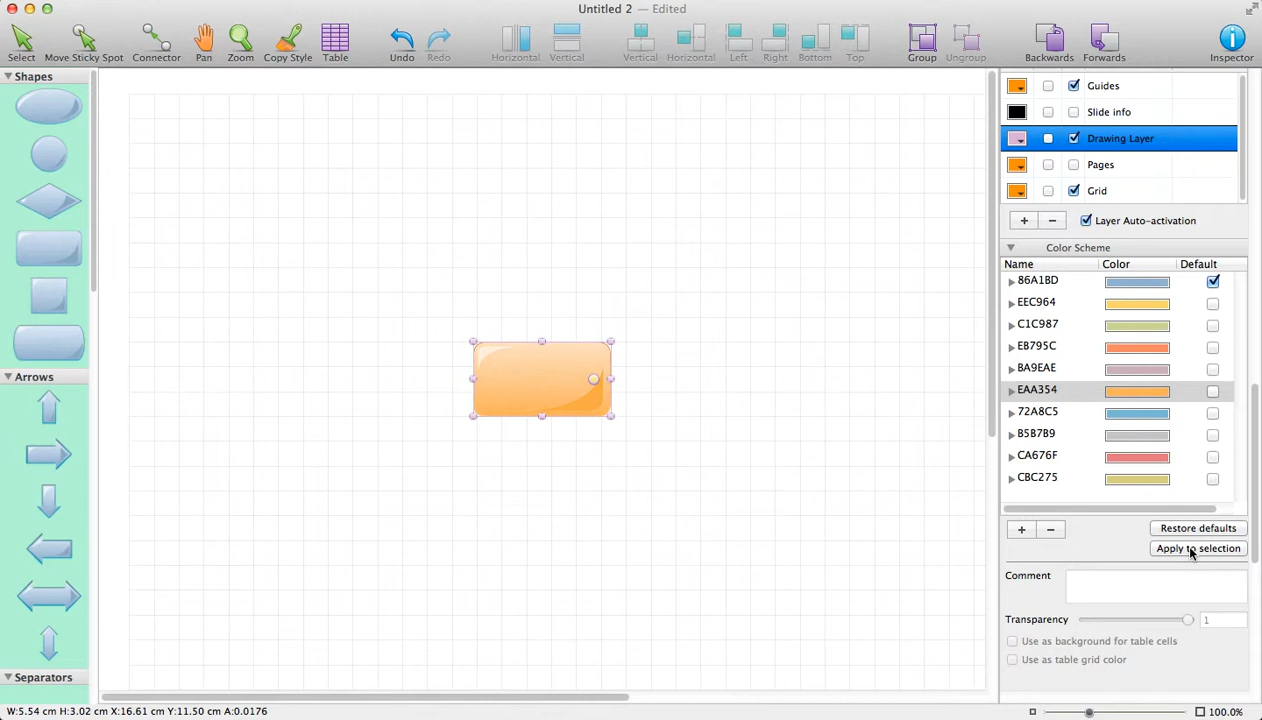 Untitled 2 — Edited
Select Move Sticky Spot Connector Pan Zoom Copy Style Table Undo Redo Horizontal Vertical Vertical Horizontal Left Right Bottom Top Group Ungroup Backwards Forwards Inspector
Shapes
Arrows
Separators
Guides
Slide info
Drawing Layer
Pages
Grid
+ − Layer Auto-activation
Color Scheme
Name Color Default
86A1BD
EEC964
C1C987
EB795C
BA9EAE
EAA354
72A8C5
B5B7B9
CA676F
CBC275
+ − Restore defaults
Apply to selection
Comment
Transparency 1
Use as background for table cells
Use as table grid color
W:5.54 cm H:3.02 cm X:16.61 cm Y:11.50 cm A:0.0176
100.0%